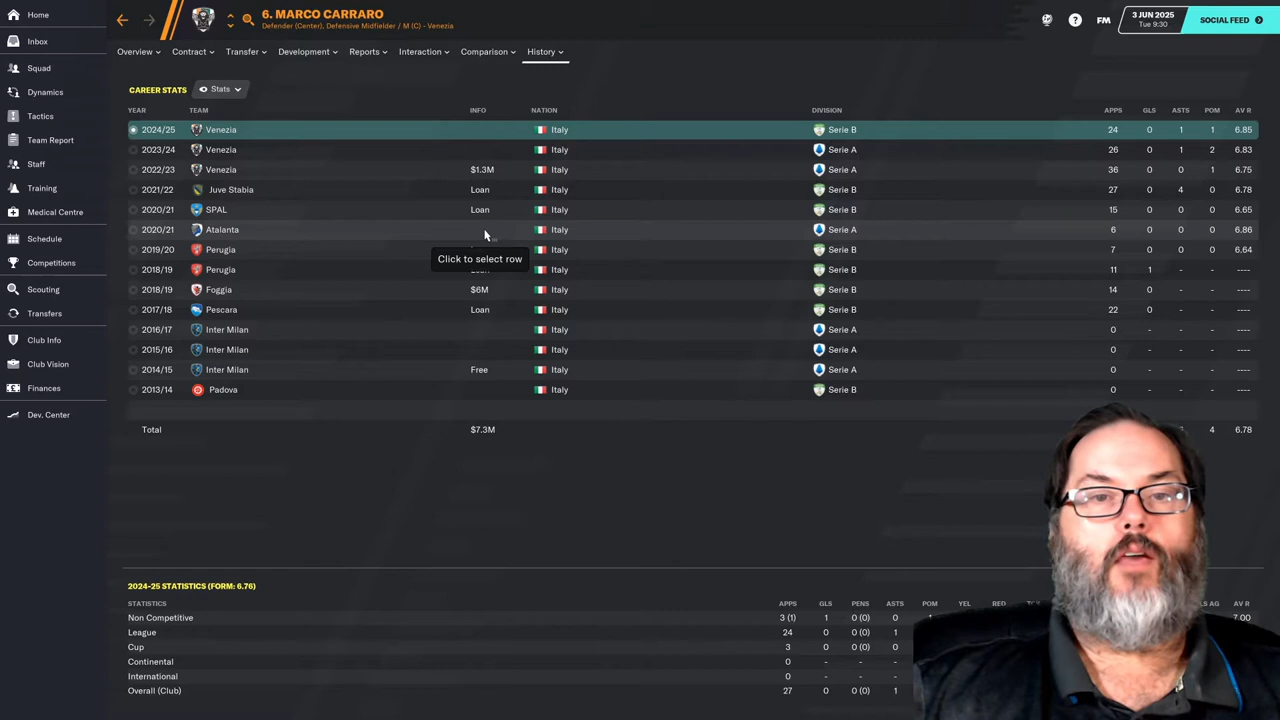 Home
Inbox
Squad
Dynamics
Tactics
Team Report
Staff
Training
Medical Centre
Schedule
Competitions
Scouting
Transfers
Club Info
Club Vision
Finances
Dev. Center
6. MARCO CARRARO
Defender (Center), Defensive Midfielder / M (C) - Venezia
? FM 3 JUN 2025 SOCIAL FEED
Tue 9:30
Overview Contract Transfer Development Reports Interaction Comparison History
CAREER STATS Stats
YEAR TEAM INFO NATION DIVISION APPS GLS ASTS POM AV R
2024/25 Venezia Italy Serie B 24 0 1 1 6.85
2023/24 Venezia Italy Serie A 26 0 1 2 6.83
2022/23 Venezia $1.3M Italy Serie A 36 0 0 1 6.75
2021/22 Juve Stabia Loan Italy Serie B 27 0 4 0 6.78
2020/21 SPAL Loan Italy Serie B 15 0 0 0 6.65
2020/21 Atalanta Italy Serie A 6 0 0 0 6.86
2019/20 Perugia Italy Serie B 7 0 0 0 6.64
Click to select row
2018/19 Perugia Italy Serie B 11 1 - - ----
2018/19 Foggia $6M Italy Serie B 14 0 - - ----
2017/18 Pescara Loan Italy Serie B 22 0 - - ----
2016/17 Inter Milan Italy Serie A 0 - - - ----
2015/16 Inter Milan Italy Serie A 0 - - - ----
2014/15 Inter Milan Free Italy Serie A 0 - - - ----
2013/14 Padova Italy Serie B 0 - - - ----
Total $7.3M 4 6.78
2024-25 STATISTICS (FORM: 6.76)
STATISTICS APPS GLS PENS ASTS POM YEL RED AV R
Non Competitive 3 (1) 1 0 (0) 0 7.00
League 24 0 0 (0) 1
Cup 3 0 0 (0) 0
Continental 0 - - -
International 0 - - -
Overall (Club) 27 0 0 (0) 1